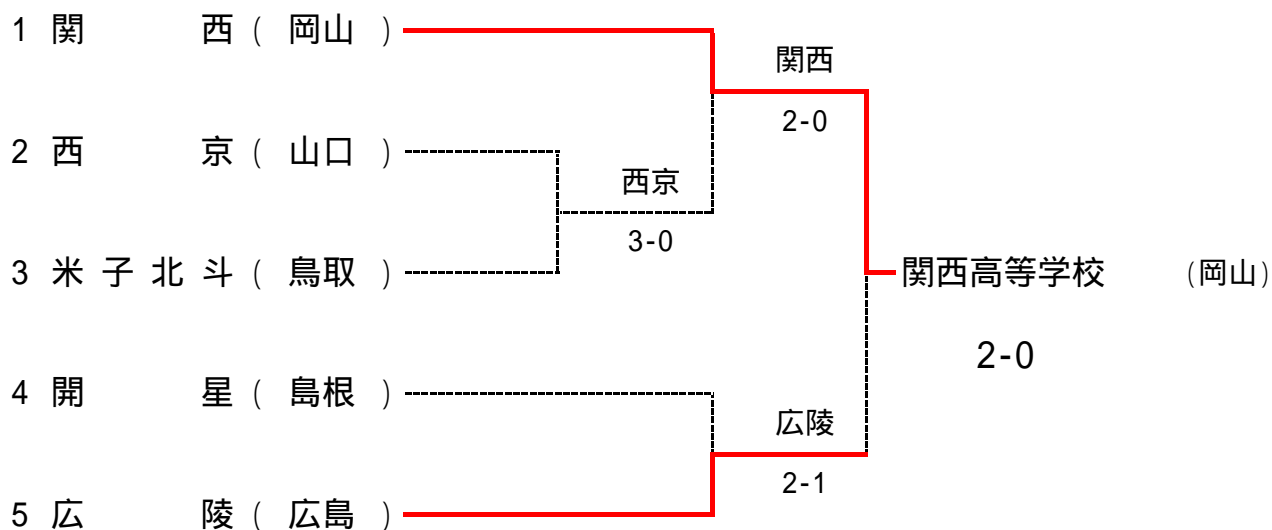 1 関 西 ( 岡山 )
関西
2-0
2 西 京 ( 山口 )
西京
3-0
3 米 子 北 斗 ( 鳥取 )
関西高等学校 (岡山)
2-0
4 開 星 ( 島根 )
広陵
2-1
5 広 陵 ( 広島 )